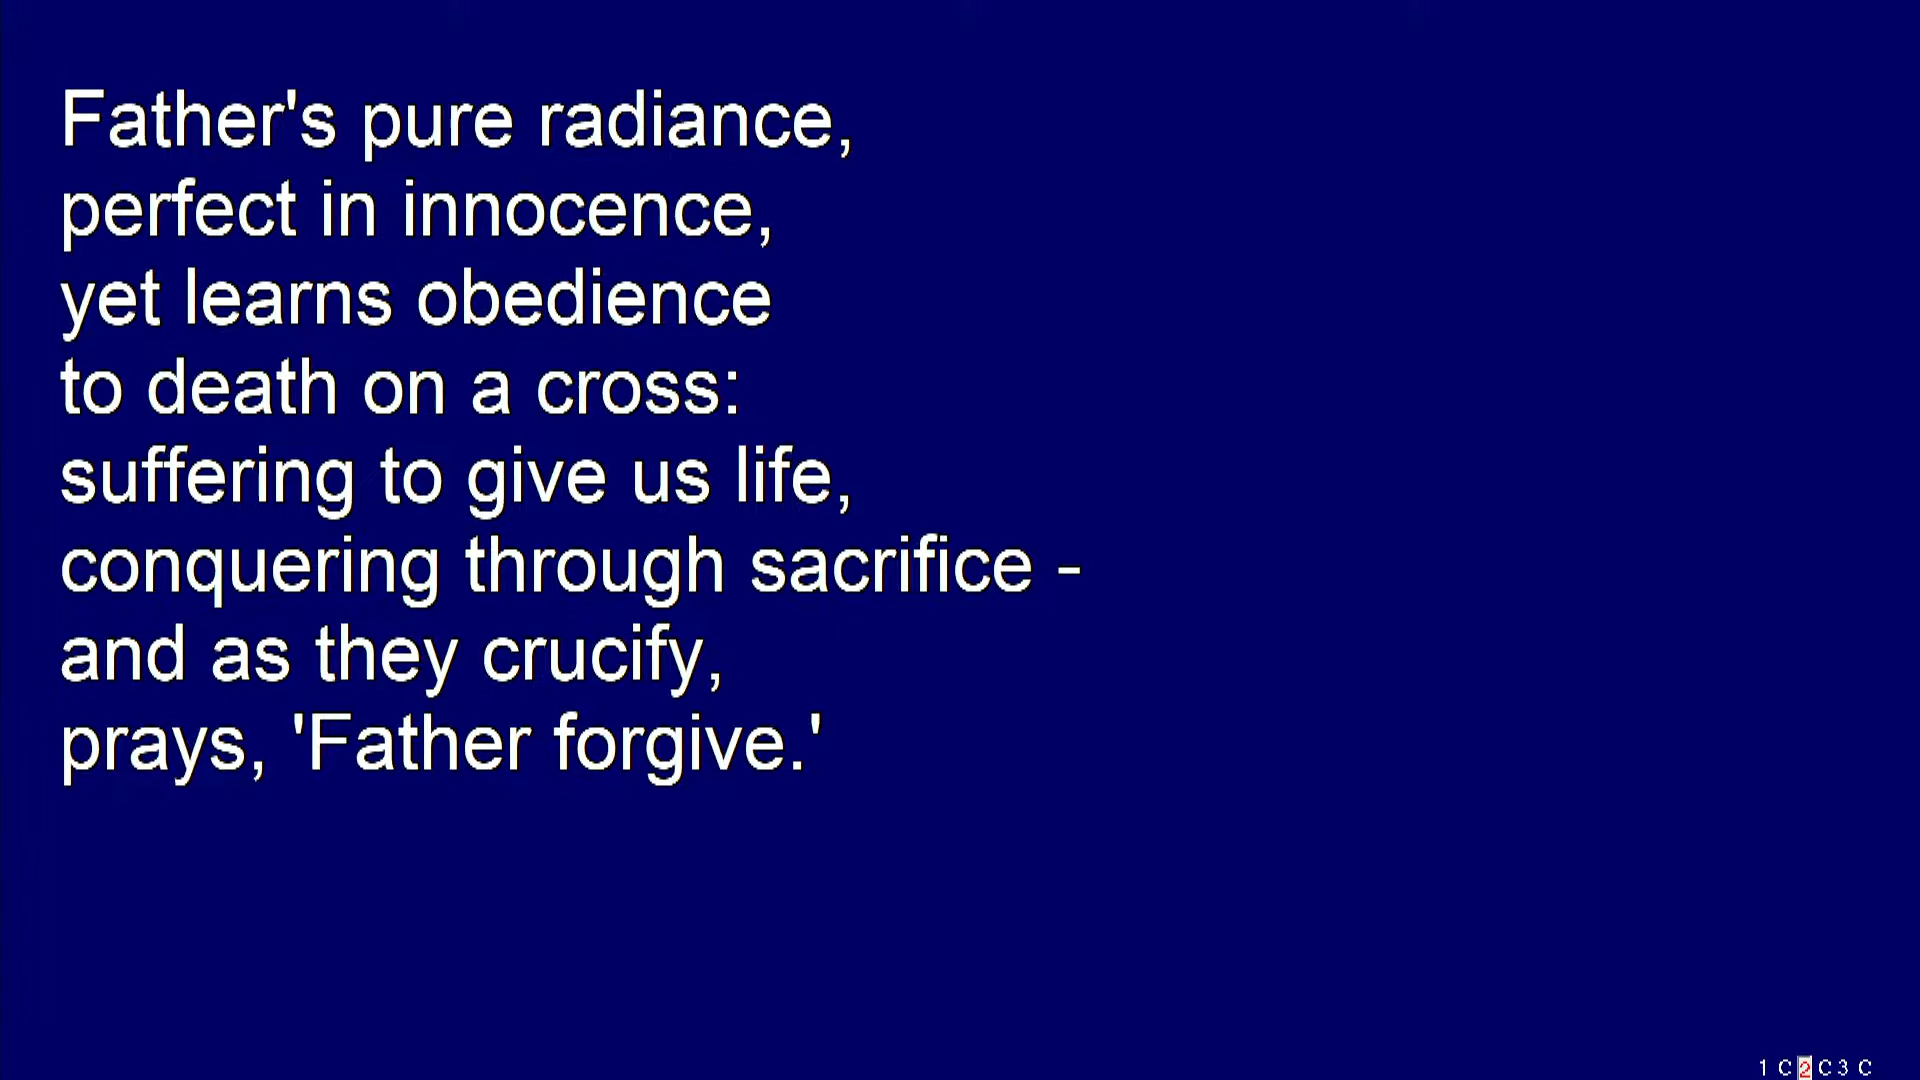 Father's pure radiance,
perfect in innocence,
yet learns obedience
to death on a cross:
suffering to give us life,
conquering through sacrifice -
and as they crucify,
prays, 'Father forgive.'
1 C 2 C 3 C